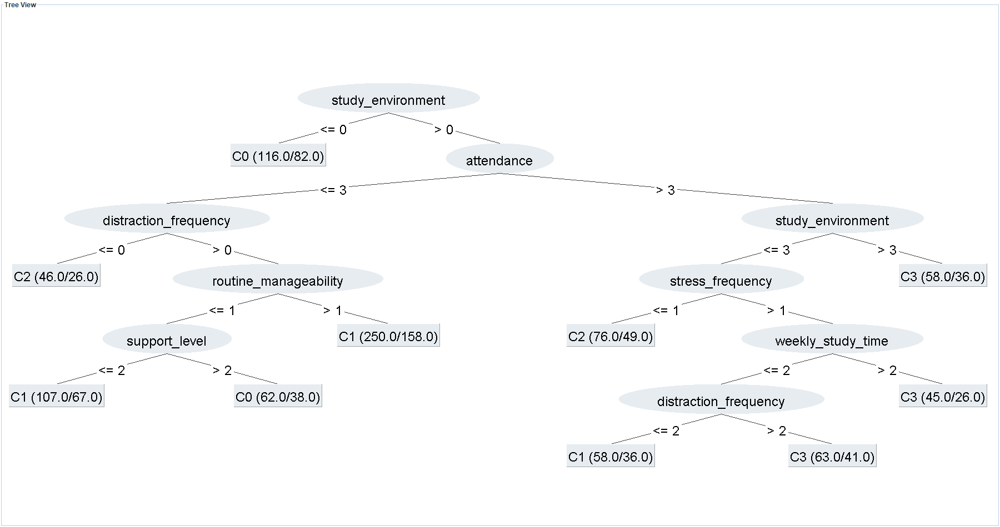 Tree View
study_environment
<= 0
> 0
C0 (116.0/82.0)
attendance
<= 3
> 3
distraction_frequency
study_environment
<= 0
> 0
<= 3
> 3
C2 (46.0/26.0)
routine_manageability
stress_frequency
C3 (58.0/36.0)
<= 1
> 1
<= 1
> 1
support_level
C1 (250.0/158.0)
C2 (76.0/49.0)
weekly_study_time
<= 2
> 2
<= 2
> 2
C1 (107.0/67.0)
C0 (62.0/38.0)
distraction_frequency
C3 (45.0/26.0)
<= 2
> 2
C1 (58.0/36.0)
C3 (63.0/41.0)